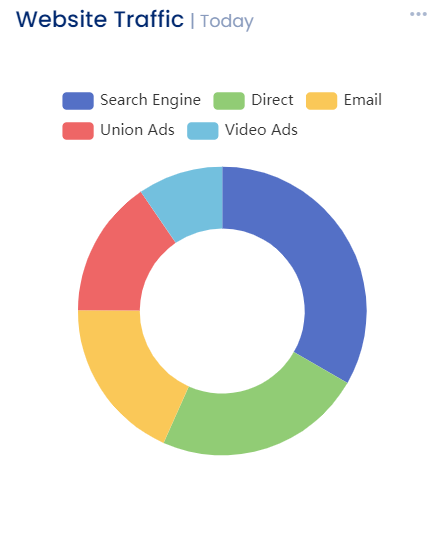 Website Traffic | Today
Search Engine Direct Email
Union Ads Video Ads